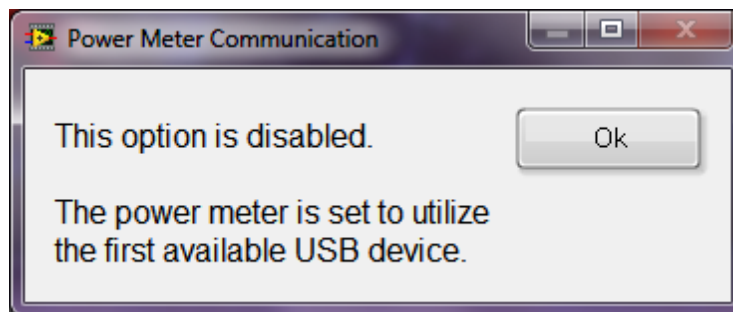 Power Meter Communication
This option is disabled.
Ok
The power meter is set to utilize
the first available USB device.